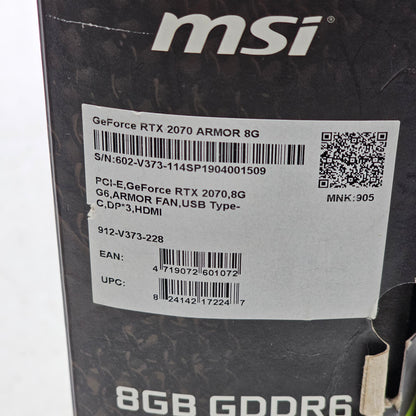 msi®
GeForce RTX 2070 ARMOR 8G
S/N:602-V373-114SP1904001509
PCI-E,GeForce RTX 2070,8G
G6,ARMOR FAN,USB Type-
C,DP*3,HDMI
MNK:905
912-V373-228
EAN:
4 719072 601072
UPC:
8 24142 17224 7
8GB GDDR6